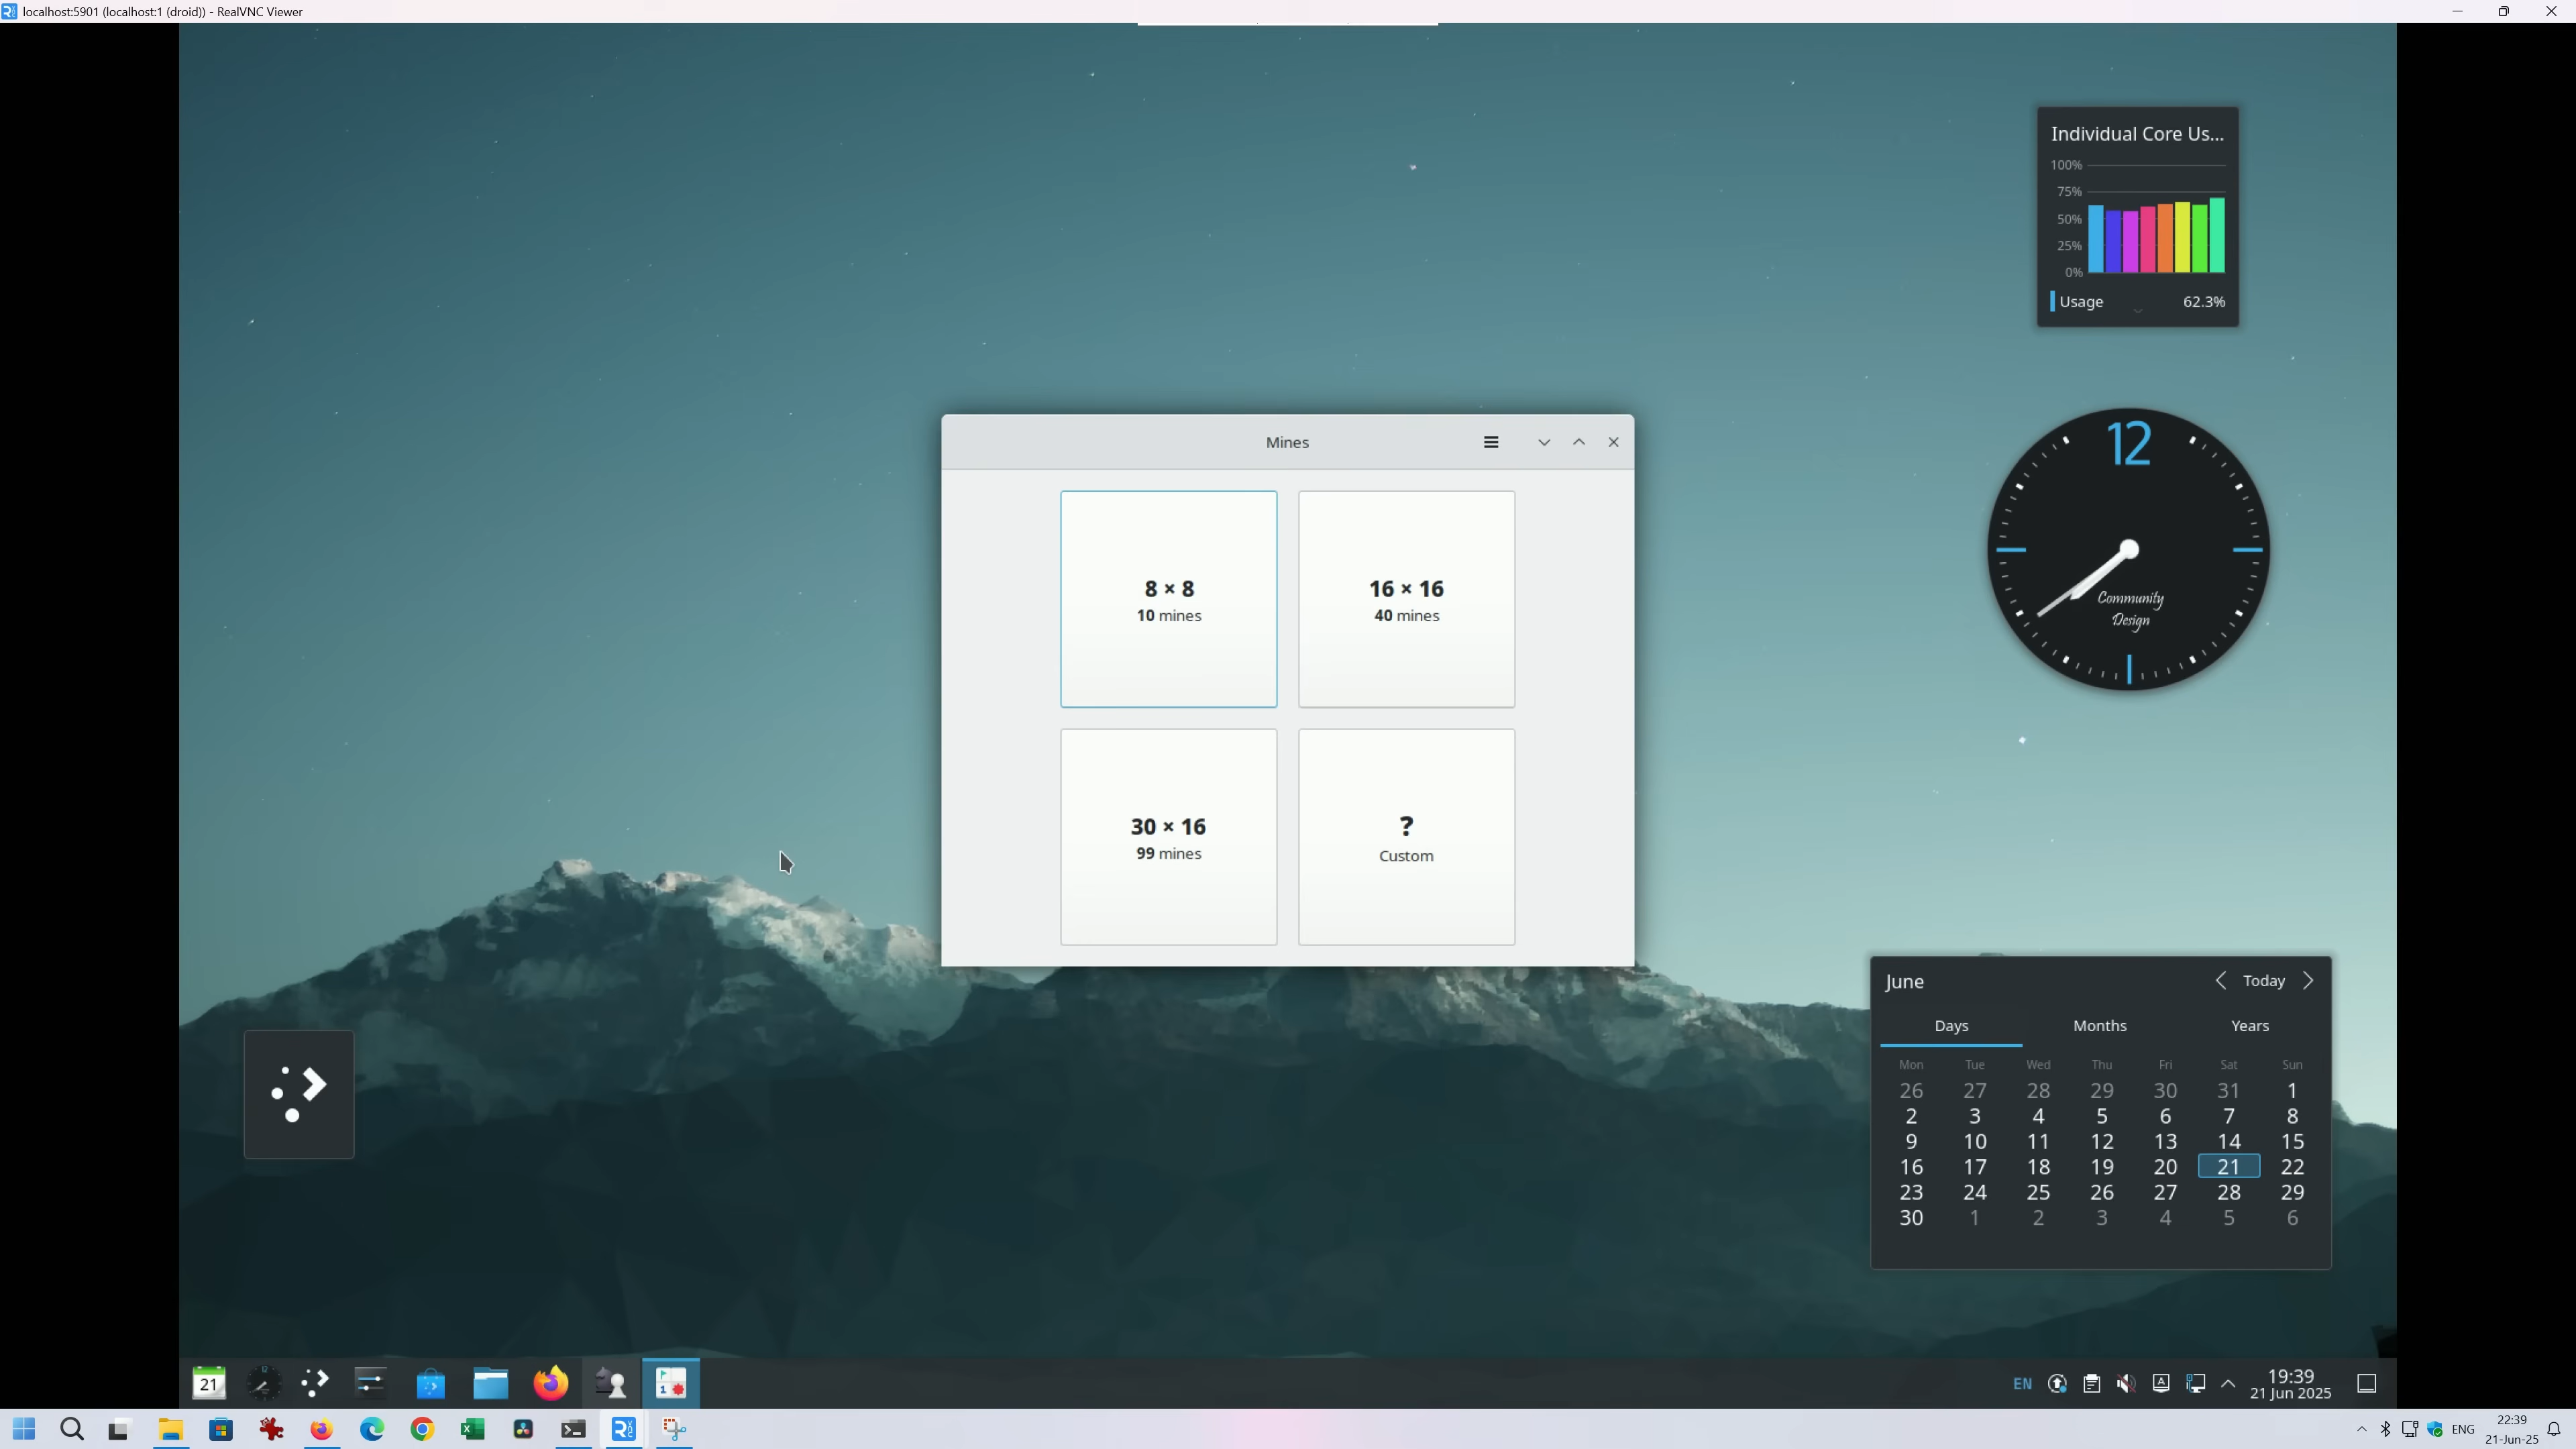 localhost:5901 (localhost:1 (droid)) - RealVNC Viewer
Individual Core Us...
100%
75%
50%
25%
0%
Usage 62.3%
12
Community
Design
Mines
8 × 8
10 mines
16 × 16
40 mines
30 × 16
99 mines
?
Custom
June
Today
Days Months Years
Mon Tue Wed Thu Fri Sat Sun
26 27 28 29 30 31 1
2 3 4 5 6 7 8
9 10 11 12 13 14 15
16 17 18 19 20 21 22
23 24 25 26 27 28 29
30 1 2 3 4 5 6
21
EN
19:39
21 Jun 2025
ENG
22:39
21-Jun-25